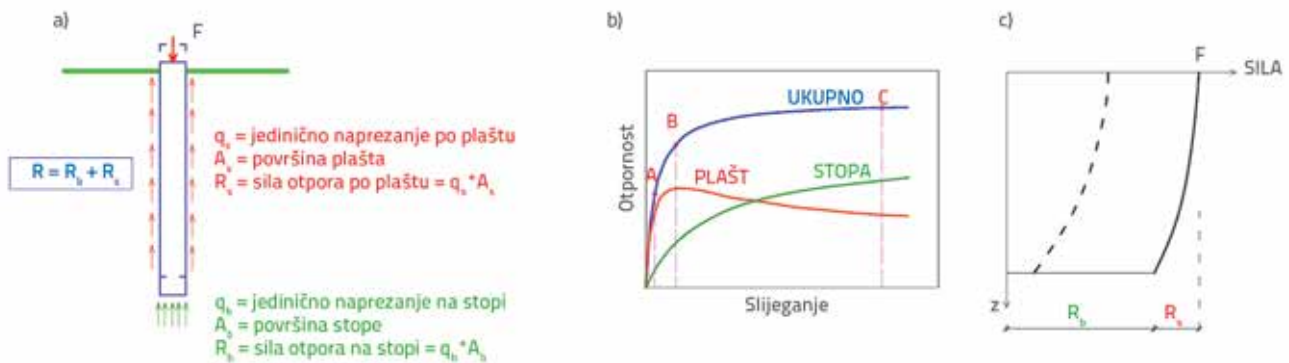 a)
F
R = R_b + R_s
q_s = jedinično naprezanje po plaštu
A_s = površina plašta
R_s = sila otpora po plaštu = q_s*A_s
q_b = jedinično naprezanje na stopi
A_b = površina stope
R_b = sila otpora na stopi = q_b*A_b
b)
Otpornost
UKUPNO
C
B
A
PLAŠT
STOPA
Slijeganje
c)
F
SILA
z
R_b
R_s